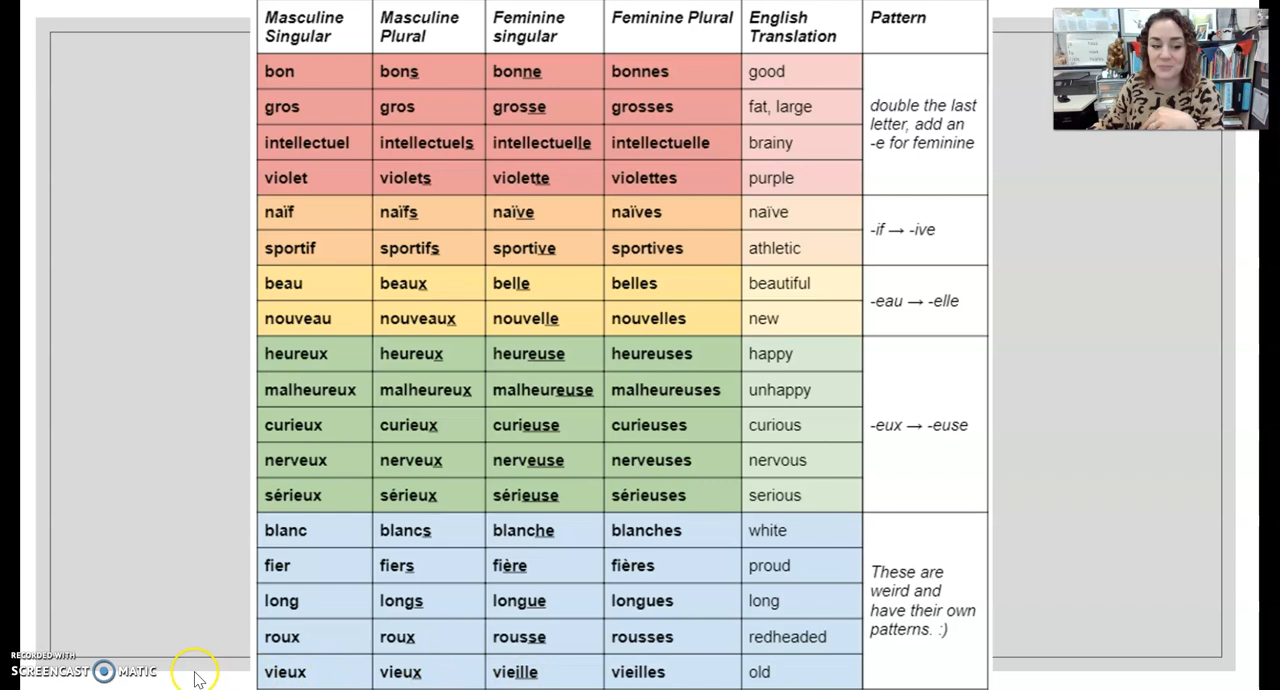 Masculine Singular Masculine Plural Feminine singular Feminine Plural English Translation Pattern
bon bons bonne bonnes good
gros gros grosse grosses fat, large
intellectuel intellectuels intellectuelle intellectuelle brainy
violet violets violette violettes purple
double the last
letter, add an
-e for feminine
naïf naïfs naïve naïves naïve
sportif sportifs sportive sportives athletic
-if → -ive
beau beaux belle belles beautiful
nouveau nouveaux nouvelle nouvelles new
-eau → -elle
heureux heureux heureuse heureuses happy
malheureux malheureux malheureuse malheureuses unhappy
curieux curieux curieuse curieuses curious
nerveux nerveux nerveuse nerveuses nervous
sérieux sérieux sérieuse sérieuses serious
-eux → -euse
blanc blancs blanche blanches white
fier fiers fière fières proud
long longs longue longues long
roux roux rousse rousses redheaded
vieux vieux vieille vieilles old
These are
weird and
have their own
patterns. :)
RECORDED WITH
SCREENCAST MATIC